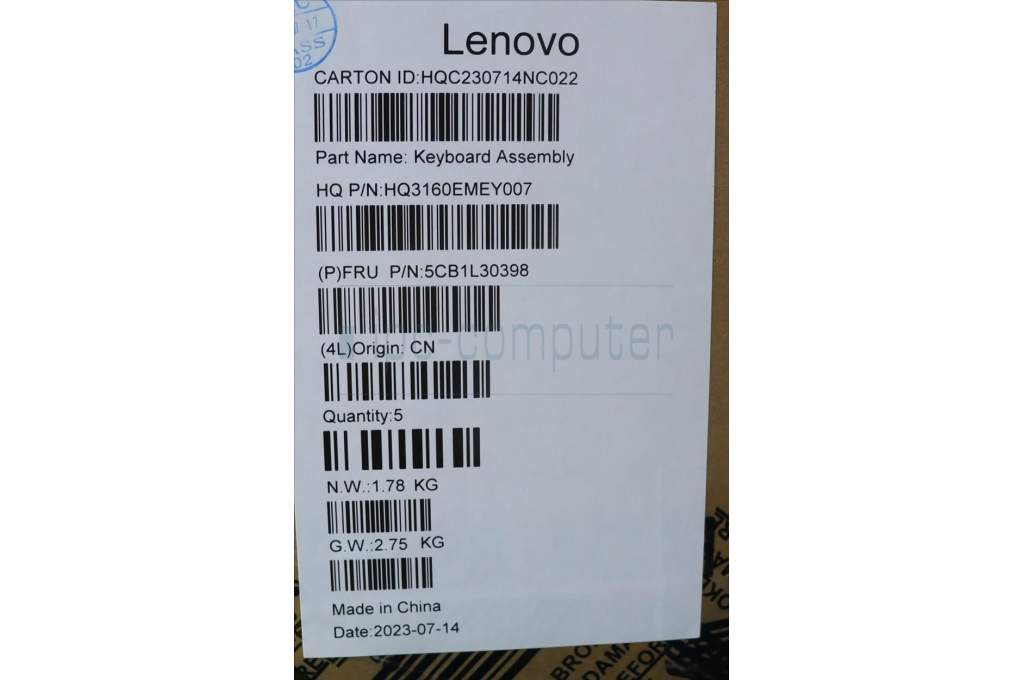 Lenovo
CARTON ID:HQC230714NC022
Part Name: Keyboard Assembly
HQ P/N:HQ3160EMEY007
(P)FRU P/N:5CB1L30398
-computer
(4L)Origin: CN
Quantity:5
N.W.:1.78 KG
G.W.:2.75 KG
Made in China
Date:2023-07-14